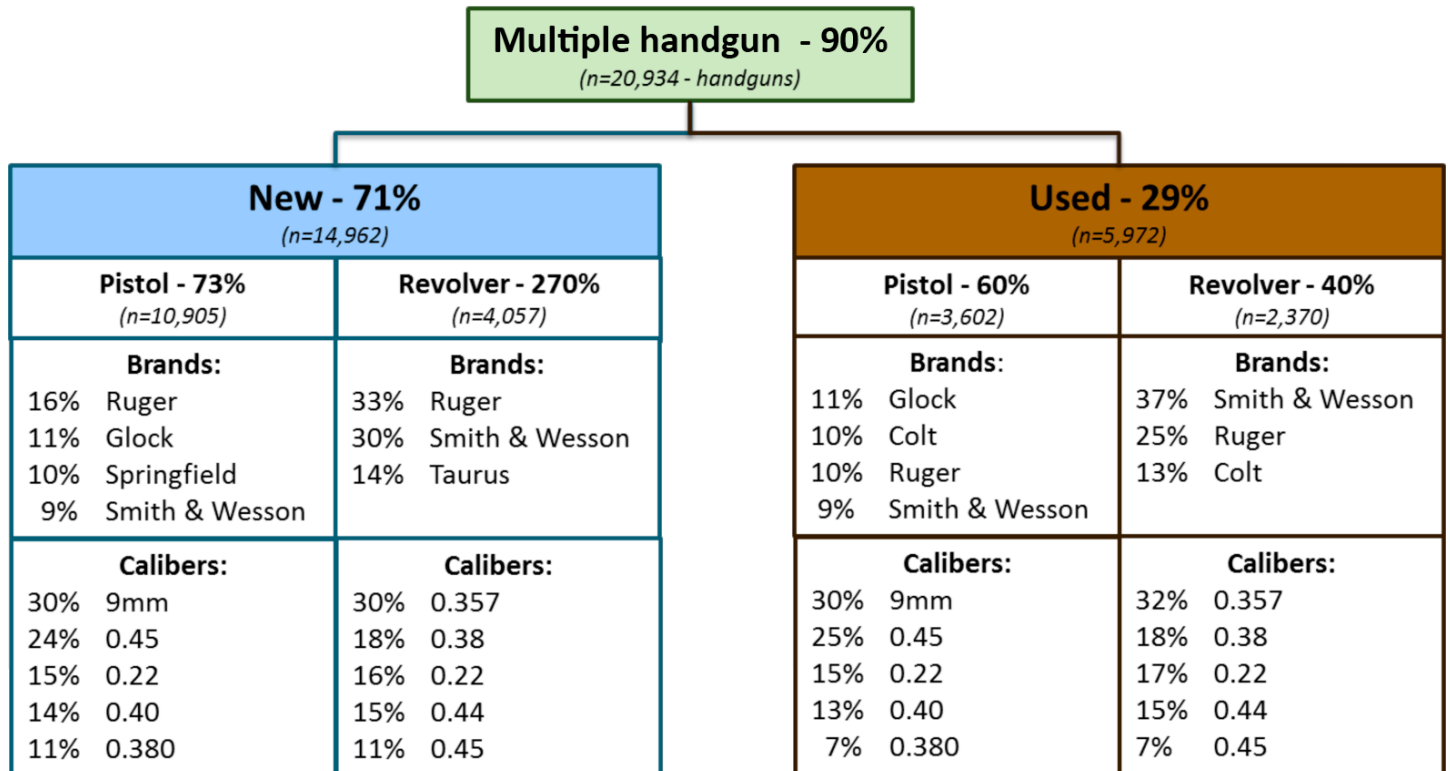 Multiple handgun - 90%
(n=20,934 - handguns)
New - 71%
(n=14,962)
Pistol - 73%
(n=10,905)
Brands:
16% Ruger
11% Glock
10% Springfield
9% Smith & Wesson
Calibers:
30% 9mm
24% 0.45
15% 0.22
14% 0.40
11% 0.380
Revolver - 270%
(n=4,057)
Brands:
33% Ruger
30% Smith & Wesson
14% Taurus
Calibers:
30% 0.357
18% 0.38
16% 0.22
15% 0.44
11% 0.45
Used - 29%
(n=5,972)
Pistol - 60%
(n=3,602)
Brands:
11% Glock
10% Colt
10% Ruger
9% Smith & Wesson
Calibers:
30% 9mm
25% 0.45
15% 0.22
13% 0.40
7% 0.380
Revolver - 40%
(n=2,370)
Brands:
37% Smith & Wesson
25% Ruger
13% Colt
Calibers:
32% 0.357
18% 0.38
17% 0.22
15% 0.44
7% 0.45